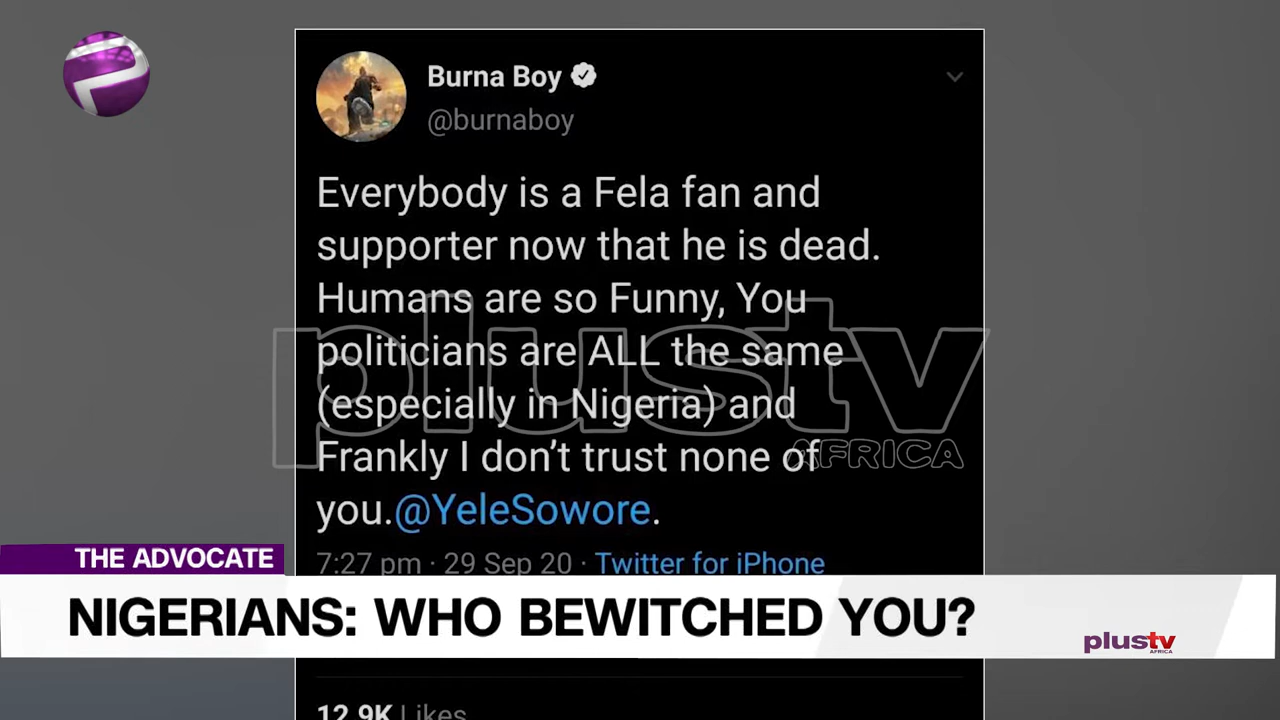 Burna Boy
@burnaboy
Everybody is a Fela fan and
supporter now that he is dead.
Humans are so Funny, You
politicians are ALL the same
(especially in Nigeria) and
Frankly I don’t trust none of
you.@YeleSowore.
7:27 pm · 29 Sep 20 · Twitter for iPhone
plustv
AFRICA
THE ADVOCATE
NIGERIANS: WHO BEWITCHED YOU?
plustv
AFRICA
12.9K Likes